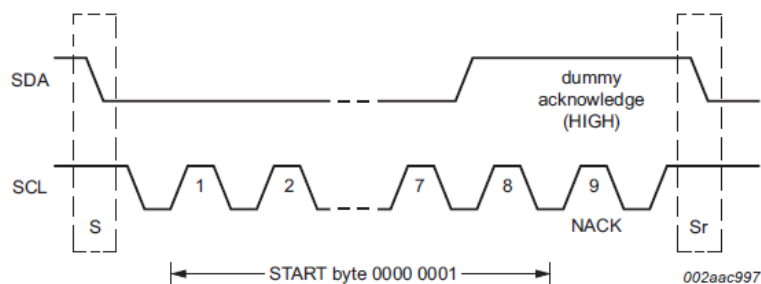 SDA
dummy
acknowledge
(HIGH)
SCL
1 2 7 8 9
S NACK Sr
START byte 0000 0001
002aac997